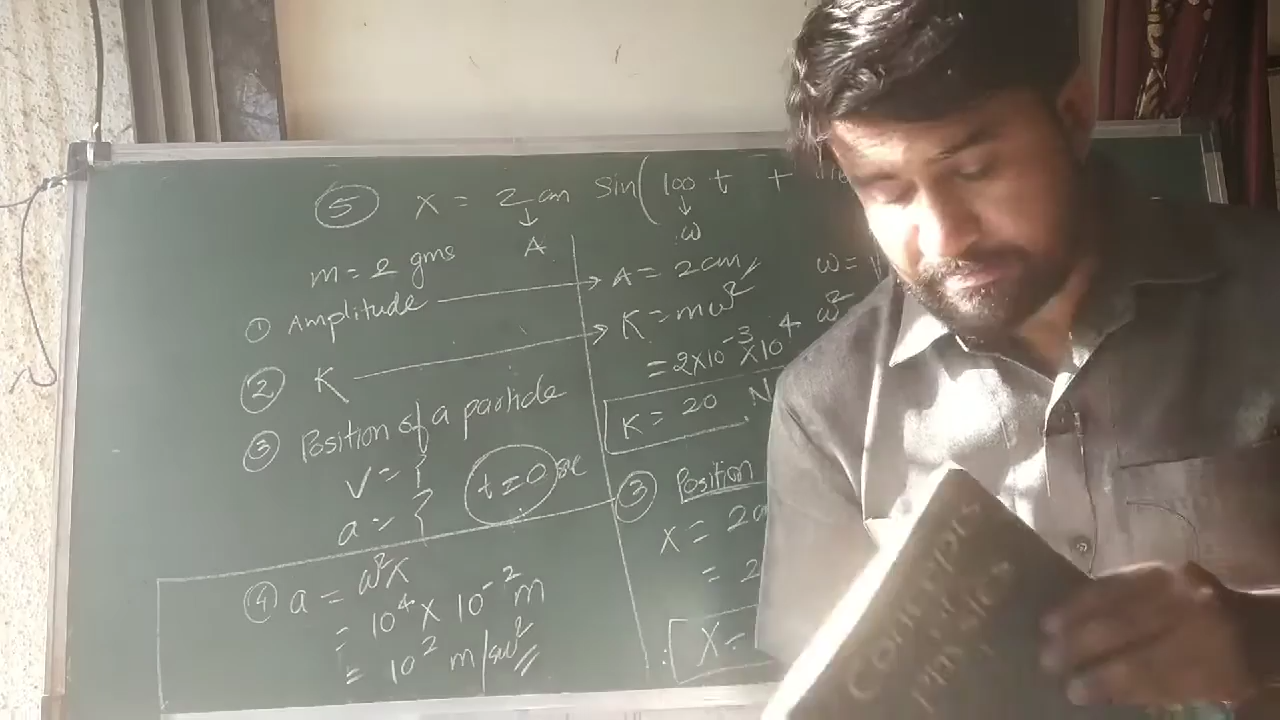 ⑤ X = 2 cm Sin( 100 t +
↓ ↓
A ω
m = 2 gms
① Amplitude → A = 2 cm ω =
② K → K = mω² ω²
= 2×10⁻³ ×10⁴
K = 20 N
③ Position of a particle
v = ?
a = ?
t = 0 sec
④ a = ω²x
= 10⁴ × 10⁻² m
= 10² m/sec²
③ Position
X = 2
= 2
X =
Concepts